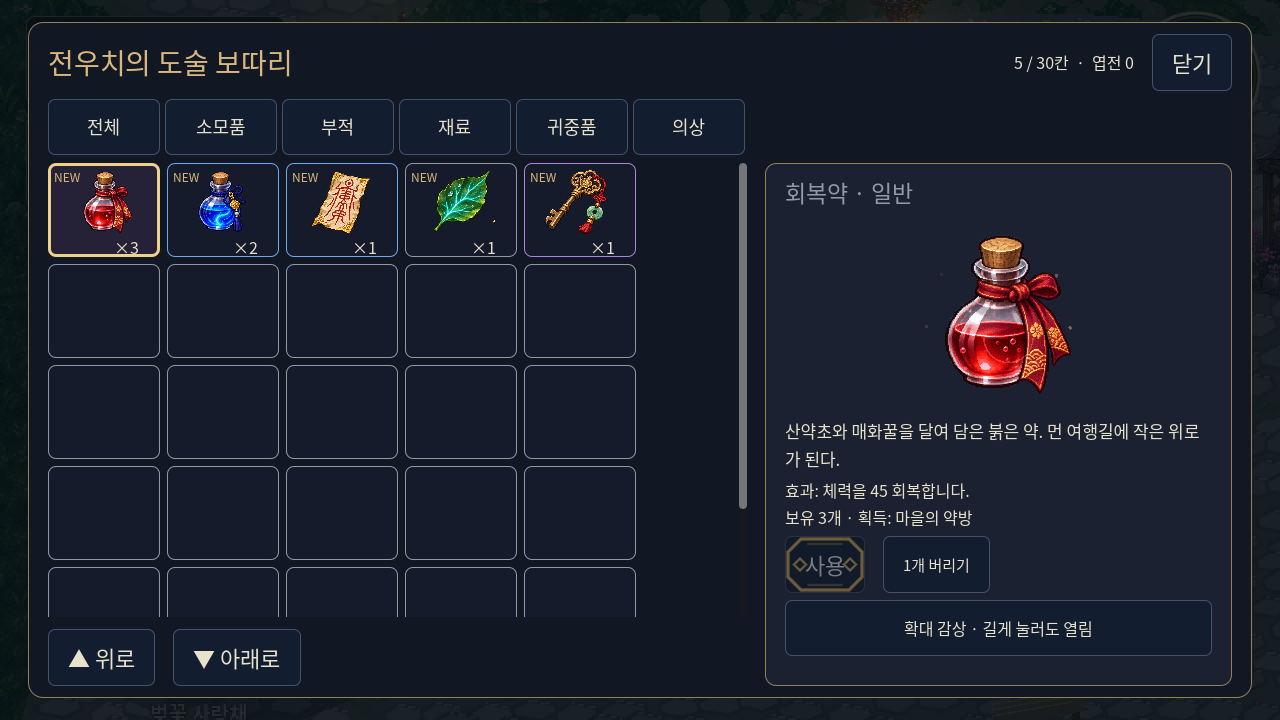 전우치의 도술 보따리
5 / 30칸 · 엽전 0
닫기
전체
소모품
부적
재료
귀중품
의상
NEW
×3
NEW
×2
NEW
×1
NEW
×1
NEW
×1
회복약 · 일반
산약초와 매화꿀을 달여 담은 붉은 약. 먼 여행길에 작은 위로
가 된다.
효과: 체력을 45 회복합니다.
보유 3개 · 획득: 마을의 약방
사용
1개 버리기
확대 감상 · 길게 눌러도 열림
▲ 위로
▼ 아래로